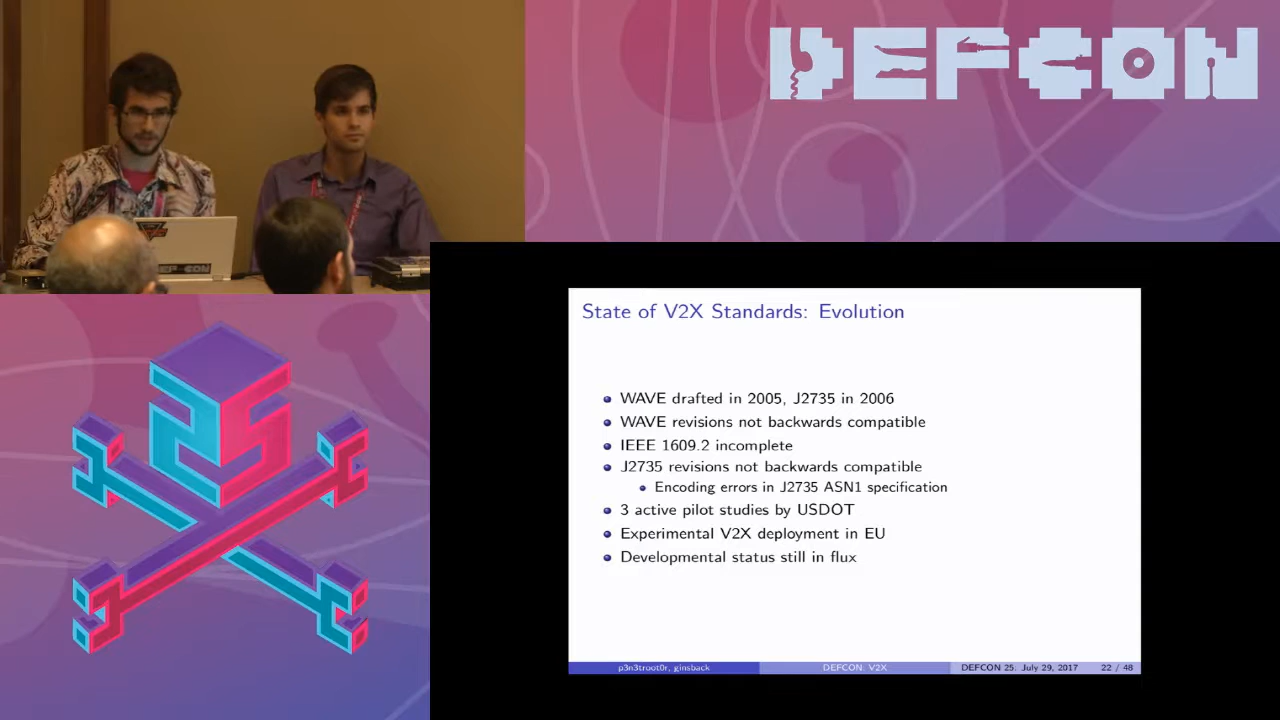 DEFCON
DEFCON
State of V2X Standards: Evolution
WAVE drafted in 2005, J2735 in 2006
WAVE revisions not backwards compatible
IEEE 1609.2 incomplete
J2735 revisions not backwards compatible
Encoding errors in J2735 ASN1 specification
3 active pilot studies by USDOT
Experimental V2X deployment in EU
Developmental status still in flux
p3n3troot0r, ginsback
DEFCON: V2X
DEFCON 25: July 29, 2017
22 / 48
25